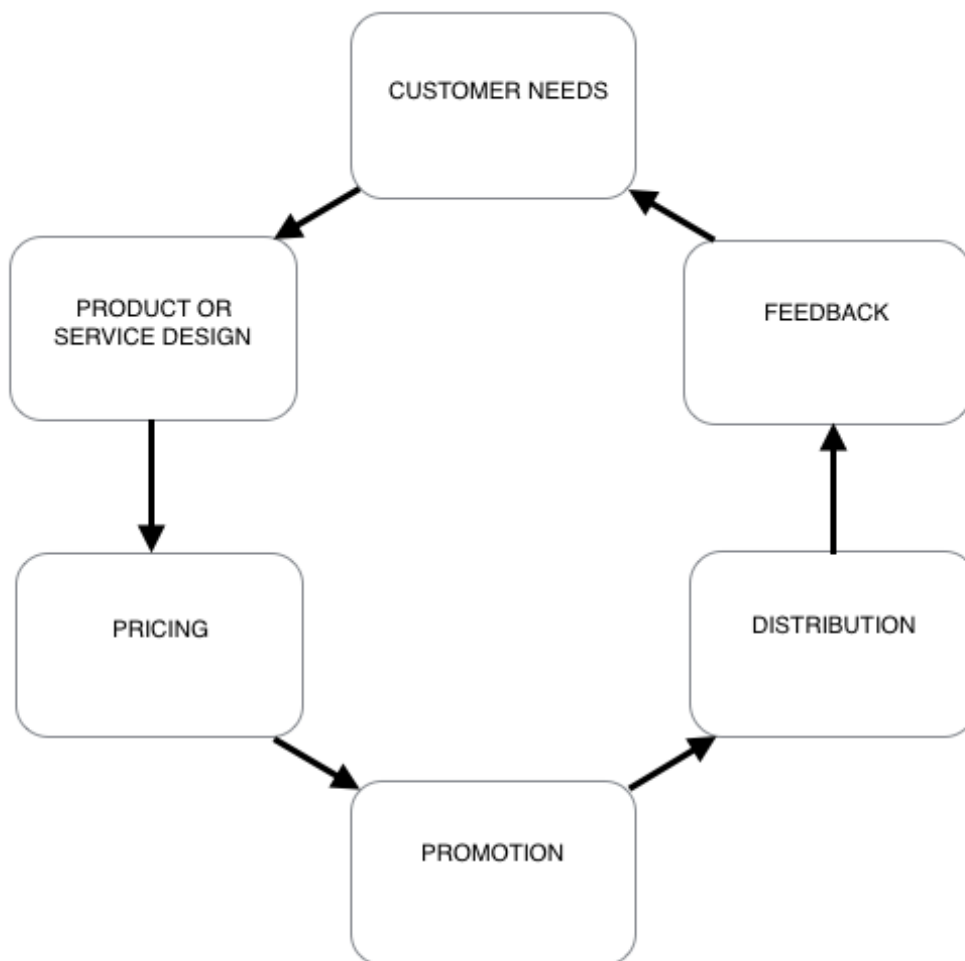 CUSTOMER NEEDS
PRODUCT OR
SERVICE DESIGN
PRICING
PROMOTION
DISTRIBUTION
FEEDBACK